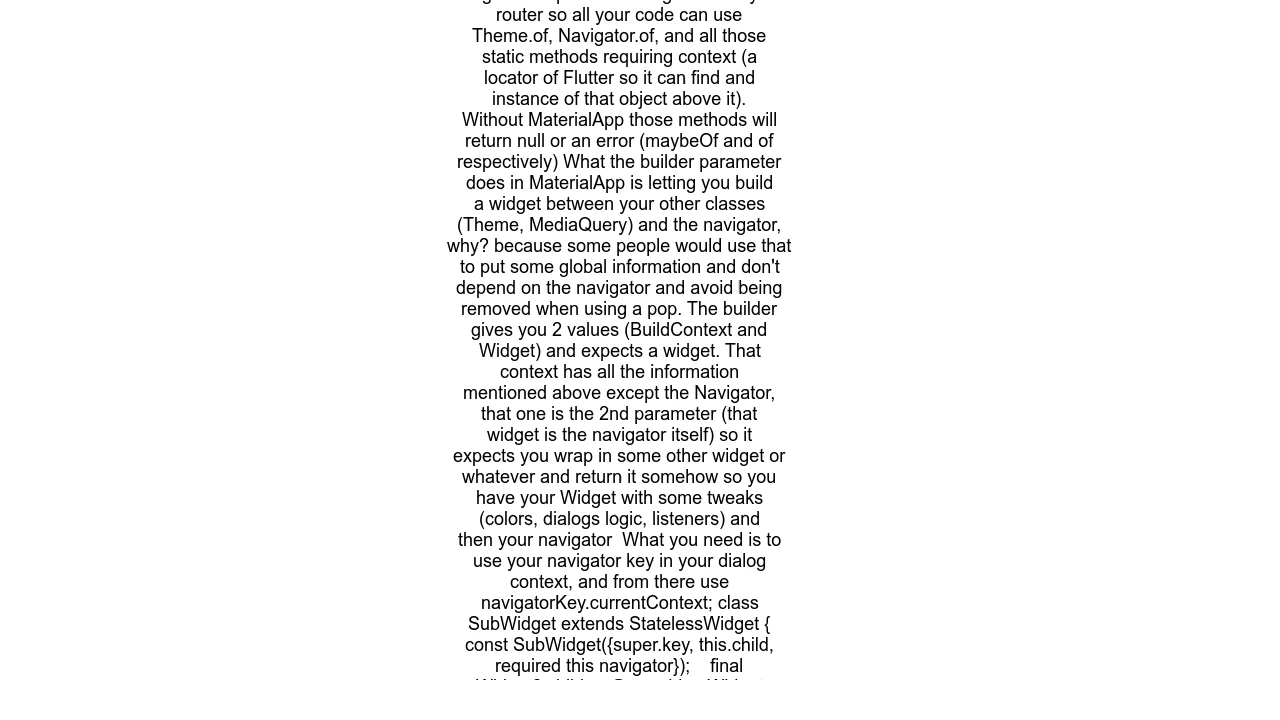 router so all your code can use
Theme.of, Navigator.of, and all those
static methods requiring context (a
locator of Flutter so it can find and
instance of that object above it).
Without MaterialApp those methods will
return null or an error (maybeOf and of
respectively) What the builder parameter
does in MaterialApp is letting you build
a widget between your other classes
(Theme, MediaQuery) and the navigator,
why? because some people would use that
to put some global information and don't
depend on the navigator and avoid being
removed when using a pop. The builder
gives you 2 values (BuildContext and
Widget) and expects a widget. That
context has all the information
mentioned above except the Navigator,
that one is the 2nd parameter (that
widget is the navigator itself) so it
expects you wrap in some other widget or
whatever and return it somehow so you
have your Widget with some tweaks
(colors, dialogs logic, listeners) and
then your navigator  What you need is to
use your navigator key in your dialog
context, and from there use
navigatorKey.currentContext; class
SubWidget extends StatelessWidget {
const SubWidget({super.key, this.child,
required this navigator});    final